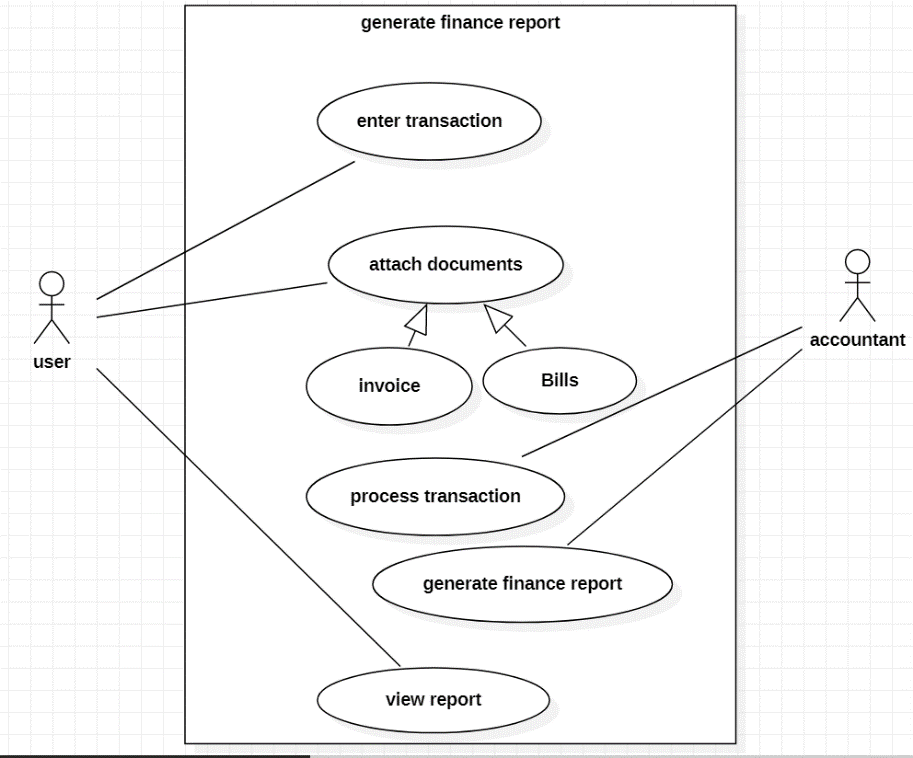 generate finance report
enter transaction
attach documents
user
accountant
invoice
Bills
process transaction
generate finance report
view report